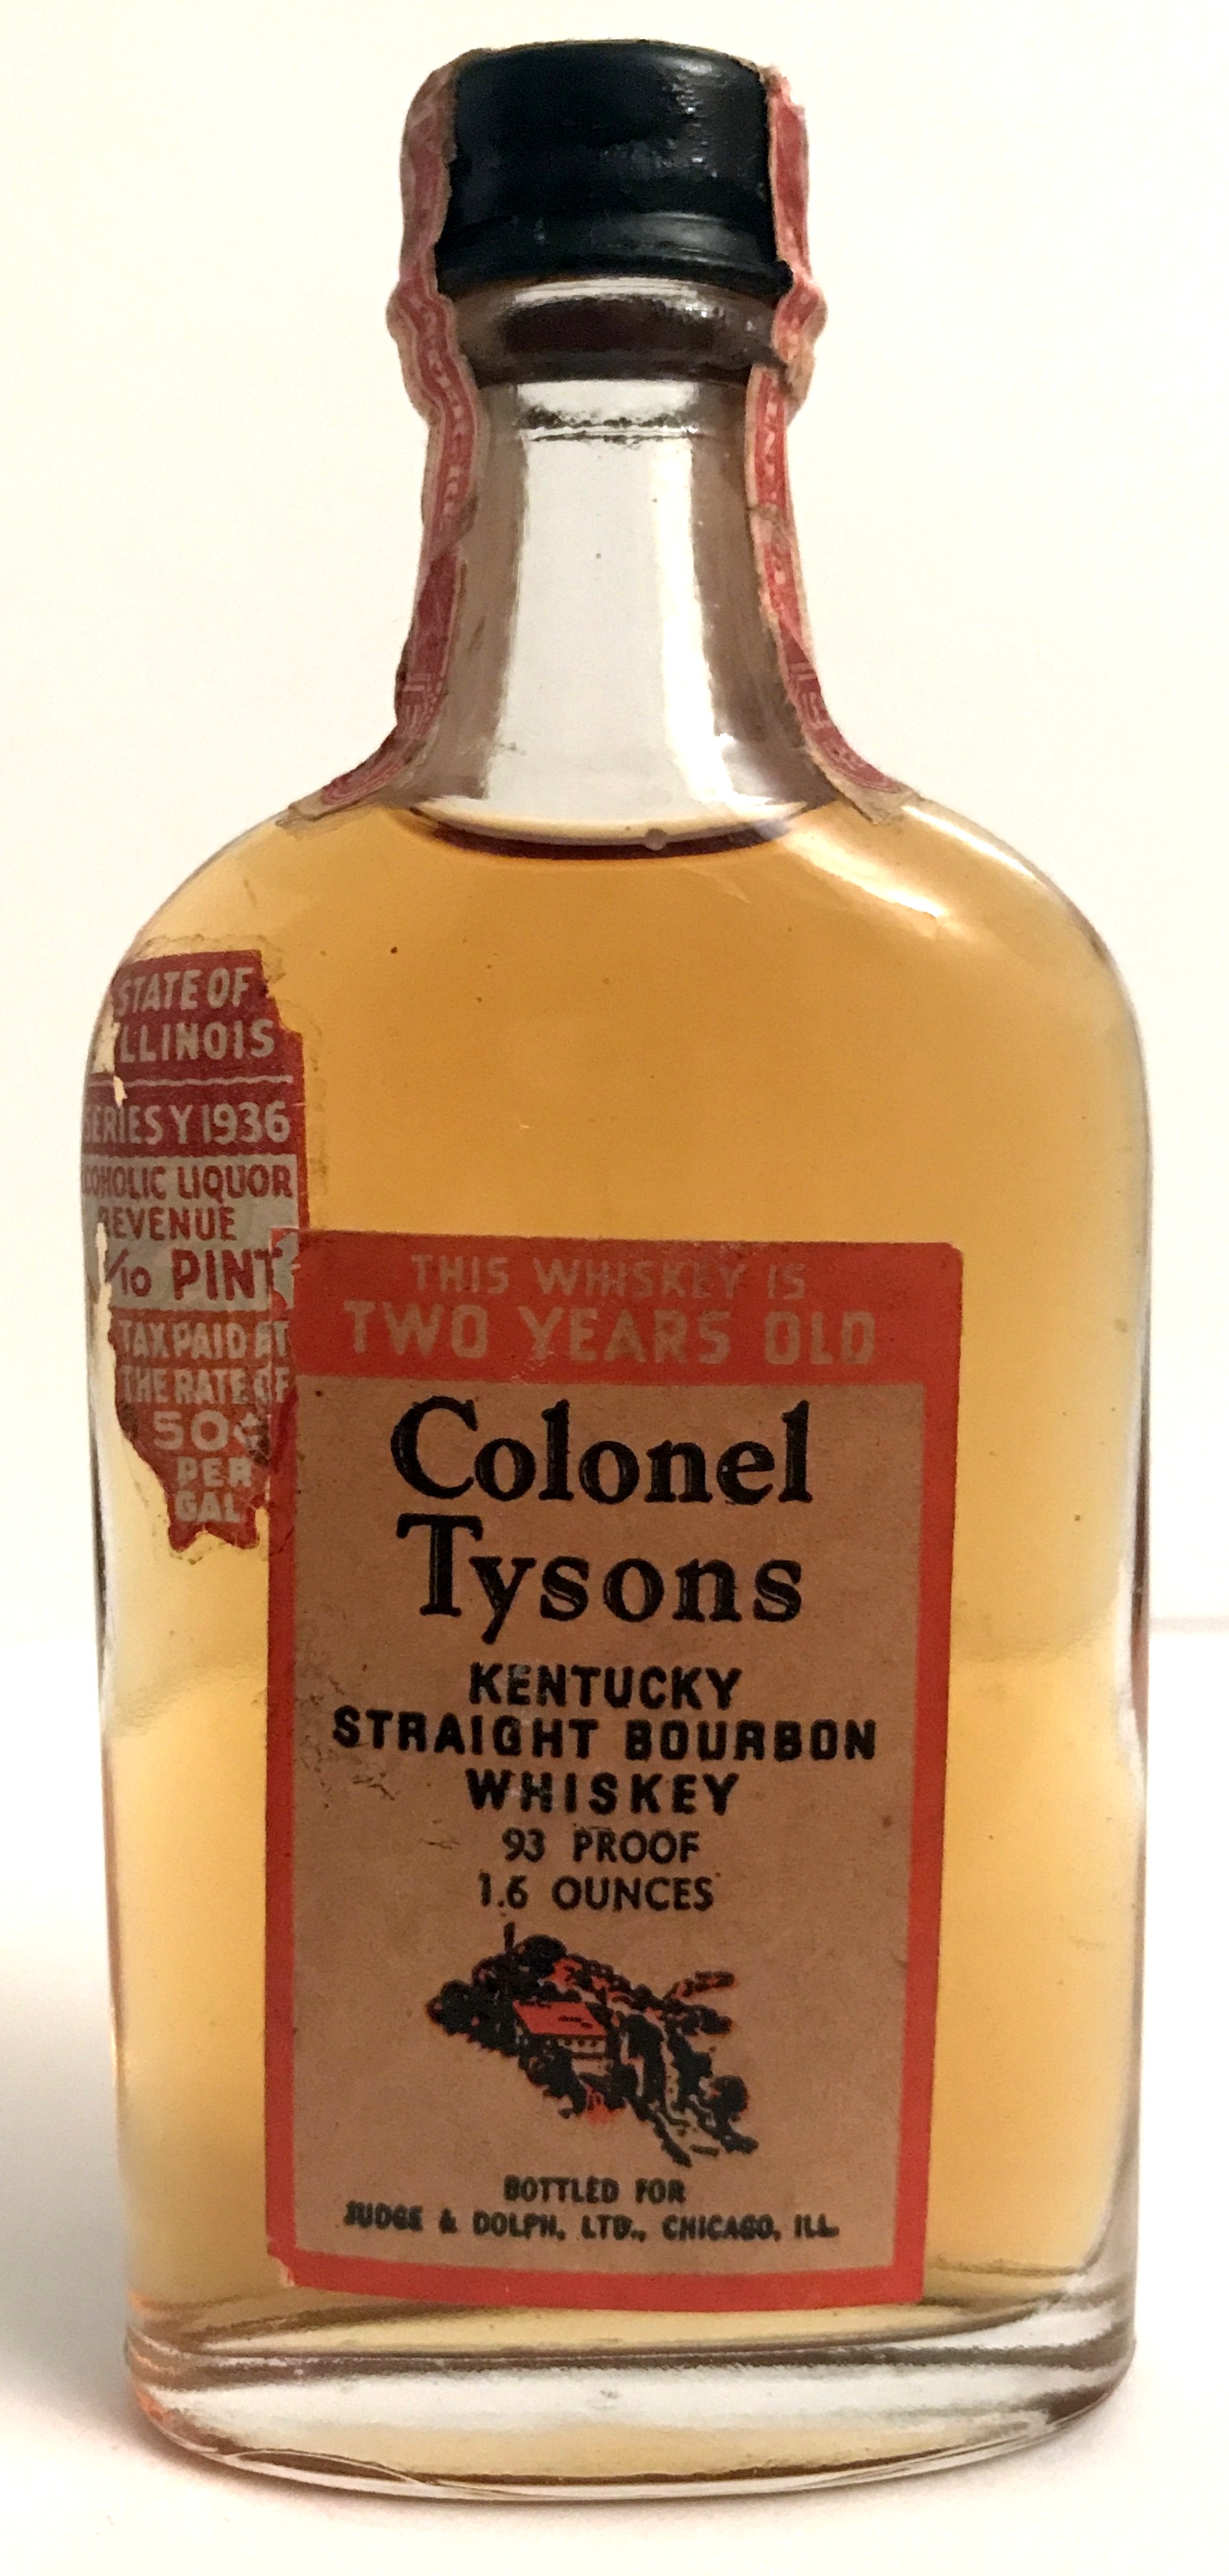 STATE OF
ILLINOIS
SERIES Y 1936
COHOLIC LIQUOR
REVENUE
1/10 PINT
TAX PAID AT
THE RATE OF
50¢
PER
GAL
THIS WHISKEY IS
TWO YEARS OLD
Colonel
Tysons
KENTUCKY
STRAIGHT BOURBON
WHISKEY
93 PROOF
1.6 OUNCES
BOTTLED FOR
JUDGE & DOLPH, LTD., CHICAGO, ILL.